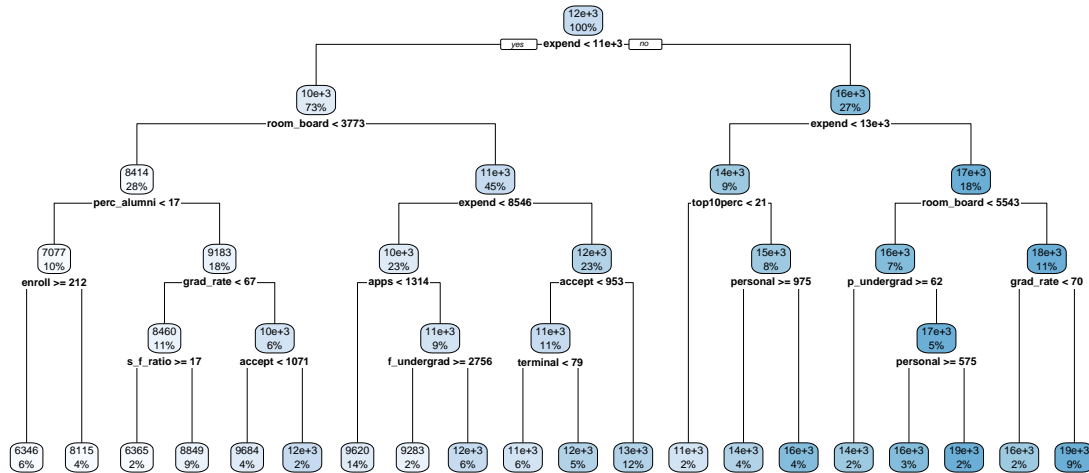 12e+3
100%
yes expend < 11e+3 no
10e+3 16e+3
73% 27%
room_board < 3773 expend < 13e+3
8414 11e+3 14e+3 17e+3
28% 45% 9% 18%
perc_alumni < 17 expend < 8546 top10perc < 21 room_board < 5543
7077 9183 10e+3 12e+3 15e+3 16e+3 18e+3
10% 18% 23% 23% 8% 7% 11%
enroll >= 212 grad_rate < 67 apps < 1314 accept < 953 personal >= 975 p_undergrad >= 62 grad_rate < 70
8460 10e+3 11e+3 11e+3 17e+3
11% 6% 9% 11% 5%
s_f_ratio >= 17 accept < 1071 f_undergrad >= 2756 terminal < 79 personal >= 575
6346 8115 6365 8849 9684 12e+3 9620 9283 12e+3 11e+3 12e+3 13e+3 11e+3 14e+3 16e+3 14e+3 16e+3 19e+3 16e+3 19e+3
6% 4% 2% 9% 4% 2% 14% 2% 6% 6% 5% 12% 2% 4% 4% 2% 3% 2% 2% 9%